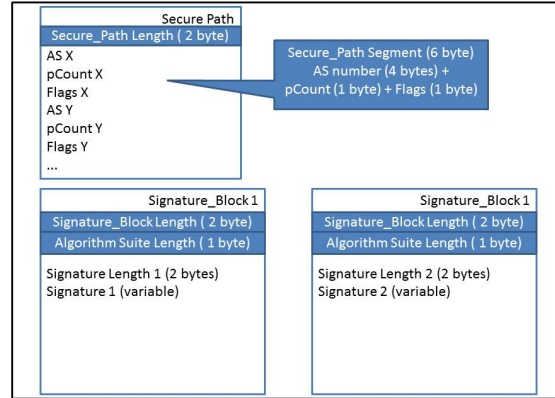 Secure Path
Secure_Path Length ( 2 byte)
AS X
pCount X
Flags X
AS Y
pCount Y
Flags Y
...
Secure_Path Segment (6 byte)
AS number (4 bytes) +
pCount (1 byte) + Flags (1 byte)
Signature_Block 1
Signature_Block Length ( 2 byte)
Algorithm Suite Length ( 1 byte)
Signature Length 1 (2 bytes)
Signature 1 (variable)
Signature_Block 1
Signature_Block Length ( 2 byte)
Algorithm Suite Length ( 1 byte)
Signature Length 2 (2 bytes)
Signature 2 (variable)